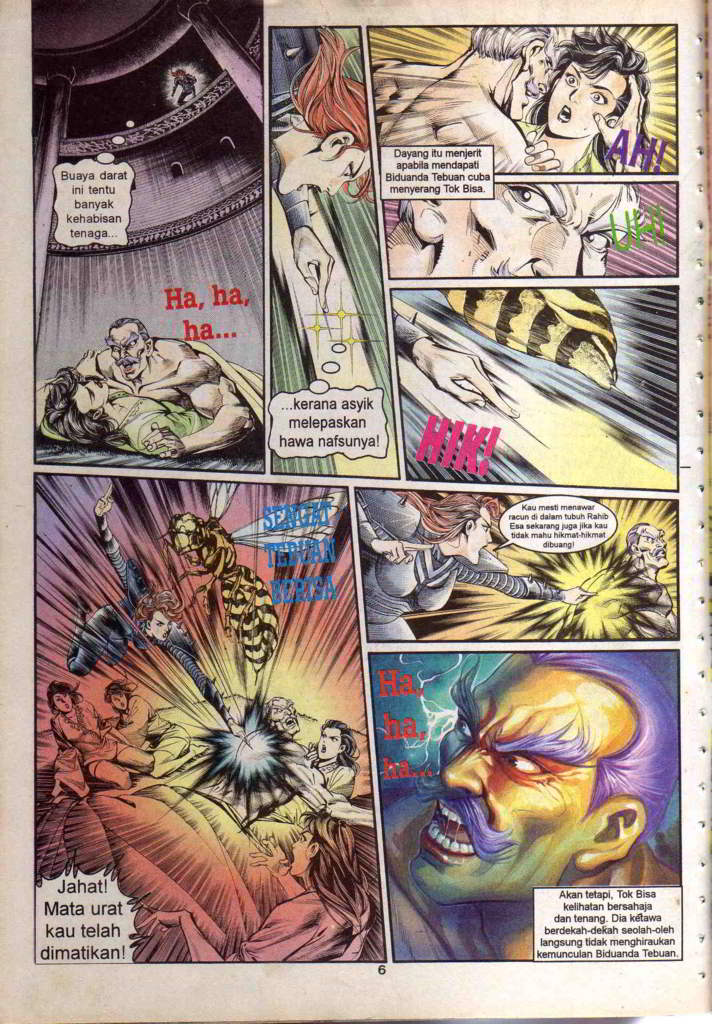 Buaya darat
ini tentu
banyak
kehabisan
tenaga...
Ha, ha,
ha...
...kerana asyik
melepaskan
hawa nafsunya!
AH!
Dayang itu menjerit
apabila mendapati
Biduanda Tebuan cuba
menyerang Tok Bisa.
UH!
HIK!
SENGAT
TEBUAN
BERBISA
Jahat!
Mata urat
kau telah
dimatikan!
Kau mesti menawar
racun di dalam tubuh Rahib
Esa sekarang juga jika kau
tidak mahu hikmat-hikmat
dibuang!
Ha,
ha,
ha...
Akan tetapi, Tok Bisa
kelihatan bersahaja
dan tenang. Dia ketawa
berdekah-dekah seolah-oleh
langsung tidak menghiraukan
kemunculan Biduanda Tebuan.
6